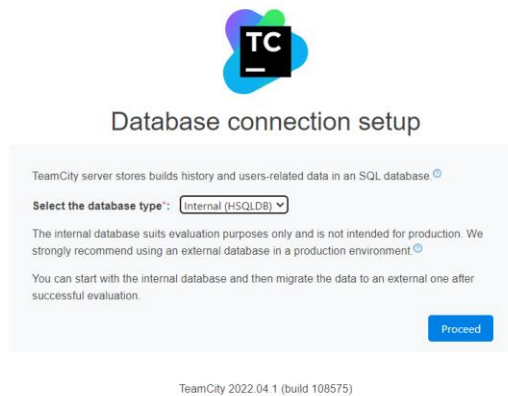 TC
Database connection setup
TeamCity server stores builds history and users-related data in an SQL database.
Select the database type*: Internal (HSQLDB)
The internal database suits evaluation purposes only and is not intended for production. We
strongly recommend using an external database in a production environment.
You can start with the internal database and then migrate the data to an external one after
successful evaluation.
Proceed
TeamCity 2022.04.1 (build 108575)